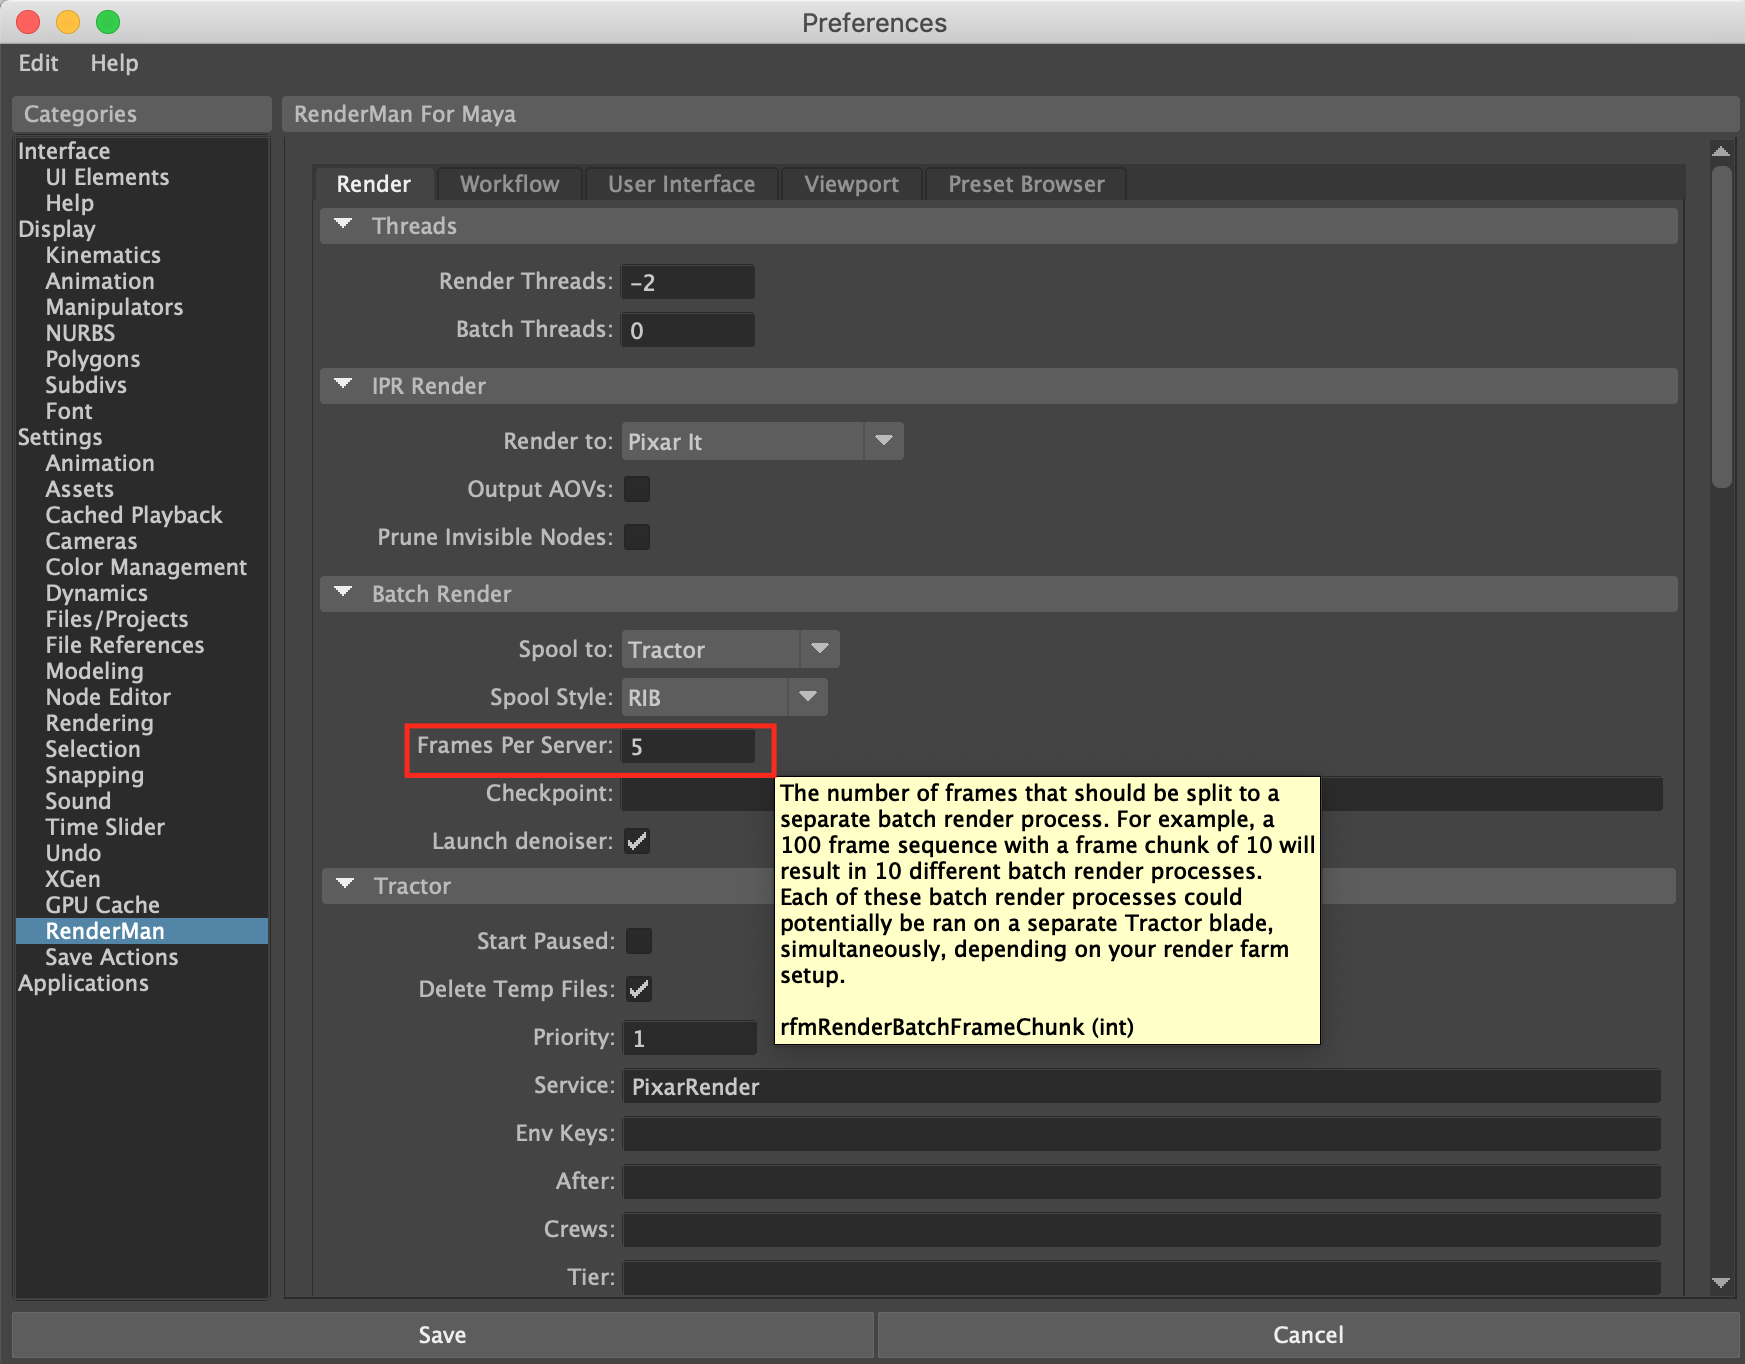 Preferences
Edit Help
Categories
RenderMan For Maya
Interface
UI Elements
Help
Display
Kinematics
Animation
Manipulators
NURBS
Polygons
Subdivs
Font
Settings
Animation
Assets
Cached Playback
Cameras
Color Management
Dynamics
Files/Projects
File References
Modeling
Node Editor
Rendering
Selection
Snapping
Sound
Time Slider
Undo
XGen
GPU Cache
RenderMan
Save Actions
Applications
Render Workflow User Interface Viewport Preset Browser
Threads
Render Threads: -2
Batch Threads: 0
IPR Render
Render to: Pixar It
Output AOVs:
Prune Invisible Nodes:
Batch Render
Spool to: Tractor
Spool Style: RIB
Frames Per Server: 5
Checkpoint:
Launch denoiser:
The number of frames that should be split to a
separate batch render process. For example, a
100 frame sequence with a frame chunk of 10 will
result in 10 different batch render processes.
Each of these batch render processes could
potentially be ran on a separate Tractor blade,
simultaneously, depending on your render farm
setup.
rfmRenderBatchFrameChunk (int)
Tractor
Start Paused:
Delete Temp Files:
Priority: 1
Service: PixarRender
Env Keys:
After:
Crews:
Tier:
Save
Cancel